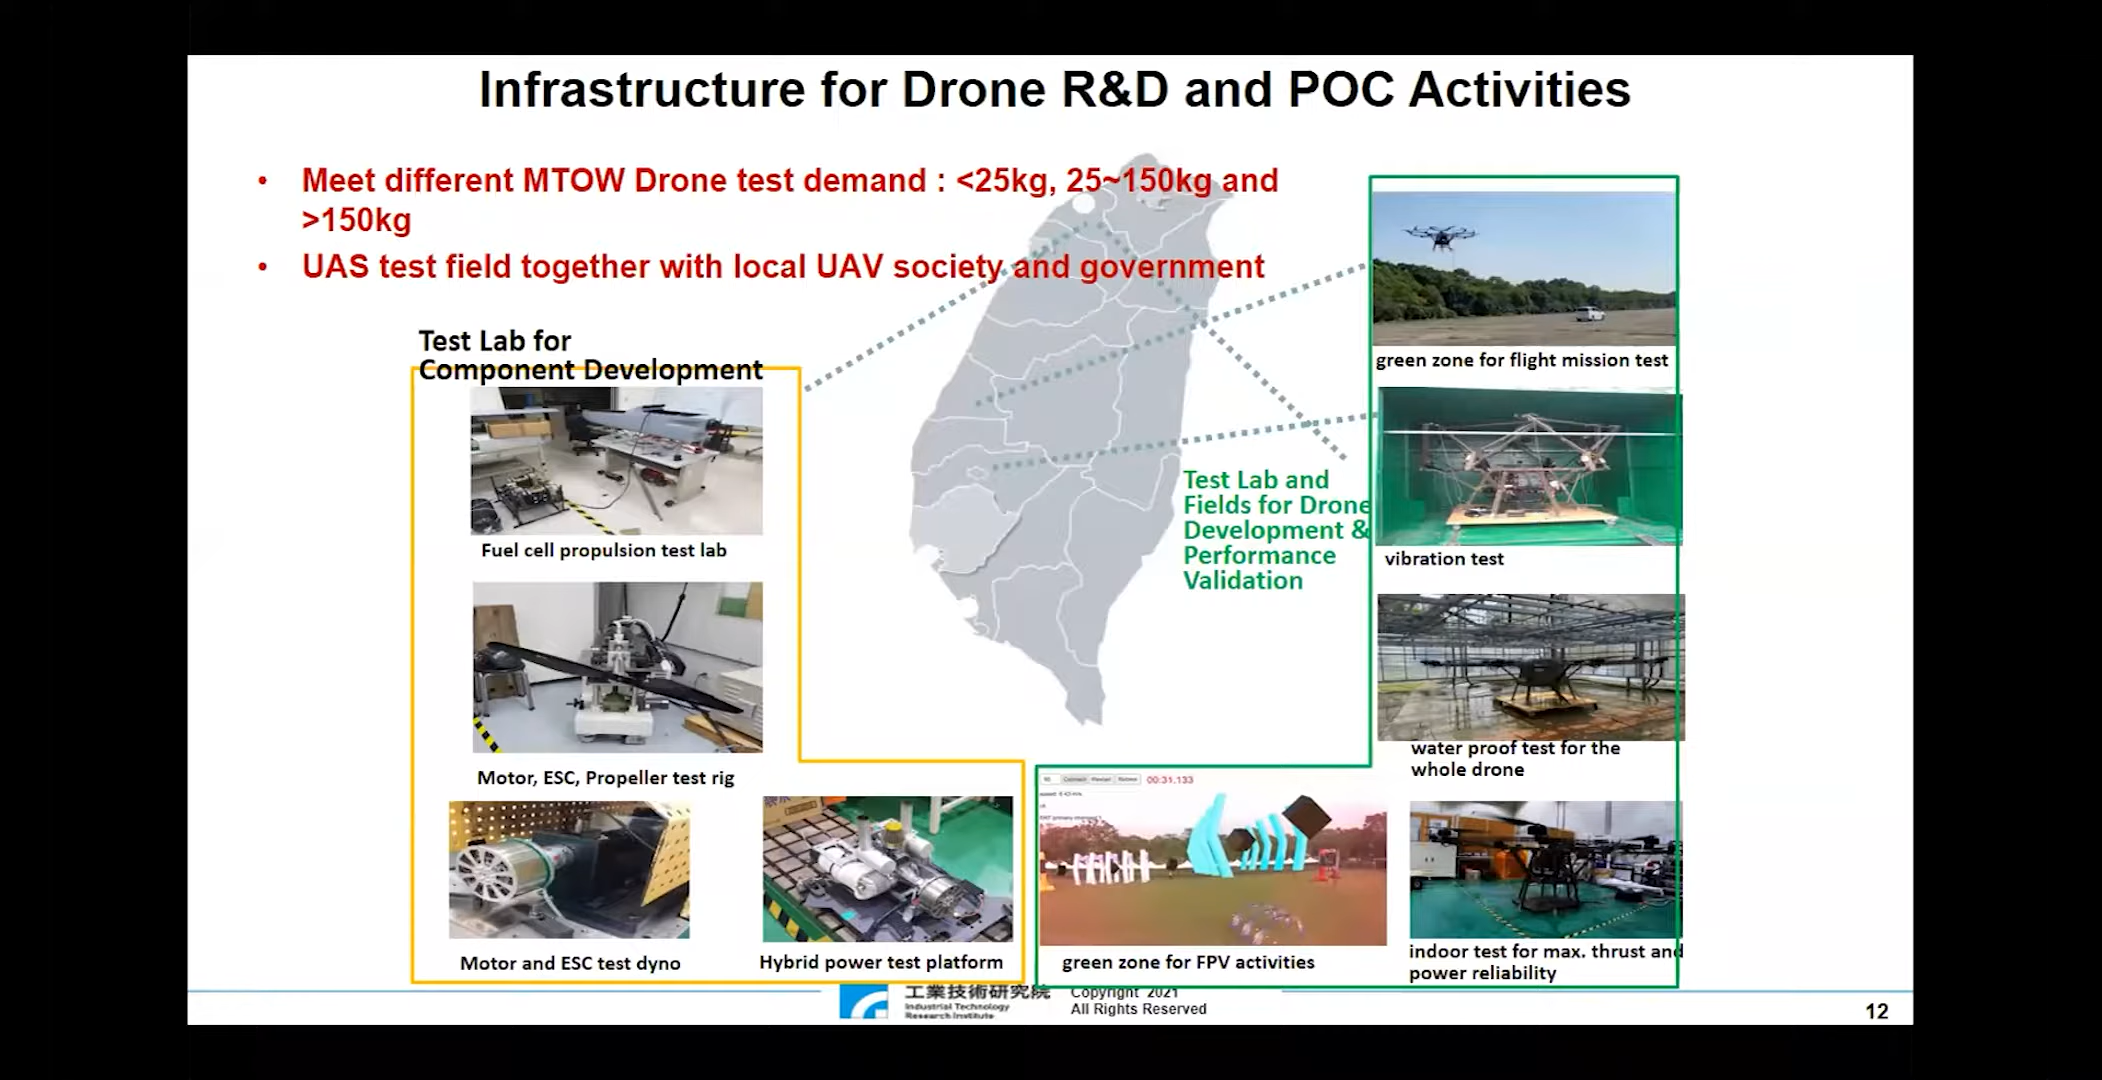 Infrastructure for Drone R&D and POC Activities
• Meet different MTOW Drone test demand : <25kg, 25~150kg and
>150kg
• UAS test field together with local UAV society and government
Test Lab for
Component Development
Fuel cell propulsion test lab
Motor, ESC, Propeller test rig
Motor and ESC test dyno
Hybrid power test platform
Test Lab and
Fields for Drone
Development &
Performance
Validation
green zone for flight mission test
vibration test
water proof test for the
whole drone
00:31.133
green zone for FPV activities
indoor test for max. thrust and
power reliability
工業技術研究院
Industrial Technology
Research Institute
Copyright 2021
All Rights Reserved
12